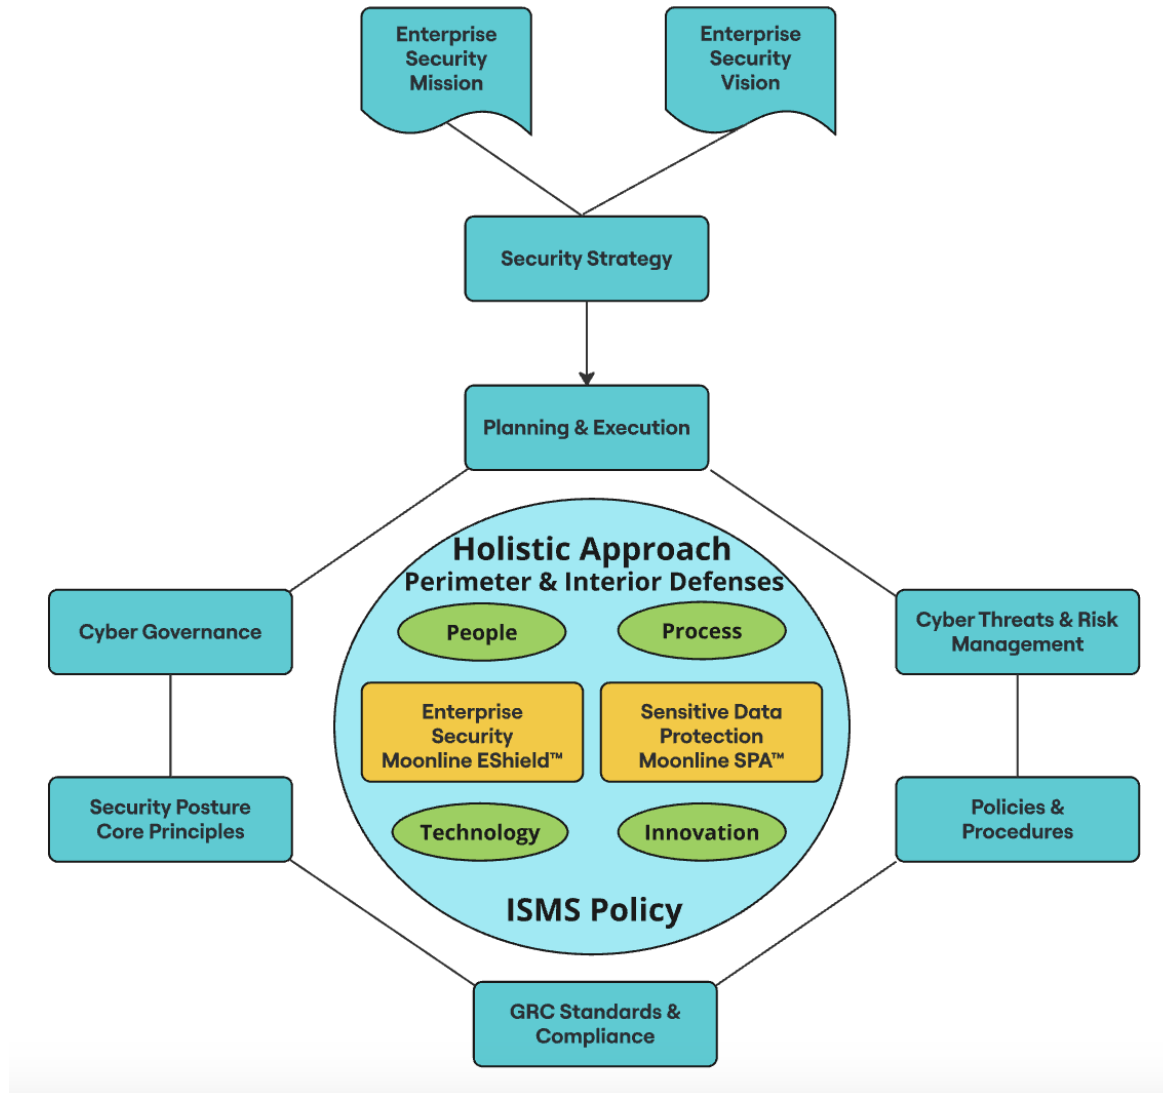 Enterprise
Security
Mission
Enterprise
Security
Vision
Security Strategy
Planning & Execution
Holistic Approach
Perimeter & Interior Defenses
Cyber Governance
People
Process
Cyber Threats & Risk
Management
Enterprise
Security
Moonline EShield™
Sensitive Data
Protection
Moonline SPA™
Security Posture
Core Principles
Technology
Innovation
Policies &
Procedures
ISMS Policy
GRC Standards &
Compliance